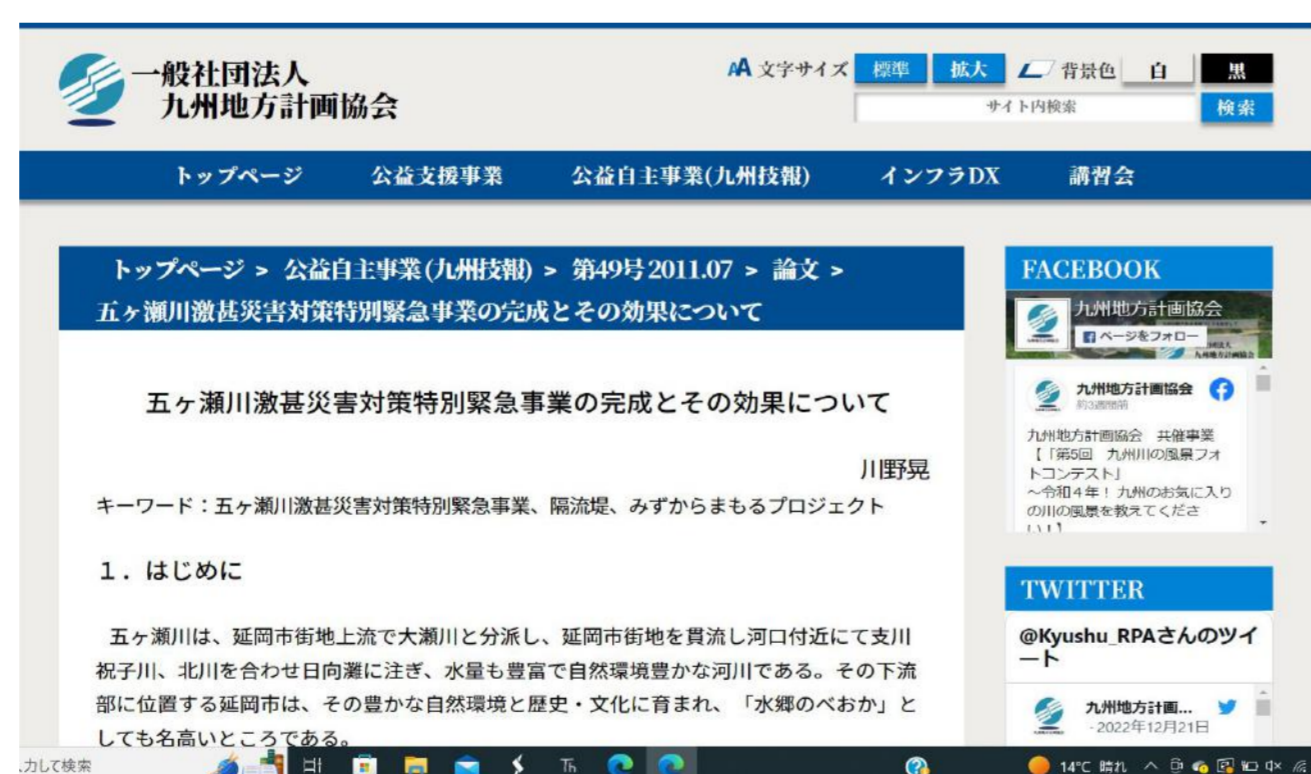 一般社団法人
九州地方計画協会
AA 文字サイズ 標準 拡大 背景色 白 黒
サイト内検索 検索
トップページ 公益支援事業 公益自主事業(九州技報) インフラDX 講習会
トップページ > 公益自主事業(九州技報) > 第49号2011.07 > 論文 >
五ヶ瀬川激甚災害対策特別緊急事業の完成とその効果について
五ヶ瀬川激甚災害対策特別緊急事業の完成とその効果について
川野晃
キーワード：五ヶ瀬川激甚災害対策特別緊急事業、隔流堤、みずからまもるプロジェクト
１．はじめに
五ヶ瀬川は、延岡市街地上流で大瀬川と分派し、延岡市街地を貫流し河口付近にて支川
祝子川、北川を合わせ日向灘に注ぎ、水量も豊富で自然環境豊かな河川である。その下流
部に位置する延岡市は、その豊かな自然環境と歴史・文化に育まれ、「水郷のべおか」と
しても名高いところである。
FACEBOOK
九州地方計画協会
ページをフォロー
九州地方計画協会
約3週間前
九州地方計画協会　共催事業
【「第5回　九州川の風景フォ
トコンテスト」
～令和４年！九州のお気に入り
の川の風景を教えてくださ
い！】
TWITTER
@Kyushu_RPAさんのツイ
ート
九州地方計画...
· 2022年12月21日
入力して検索
14°C 晴れ